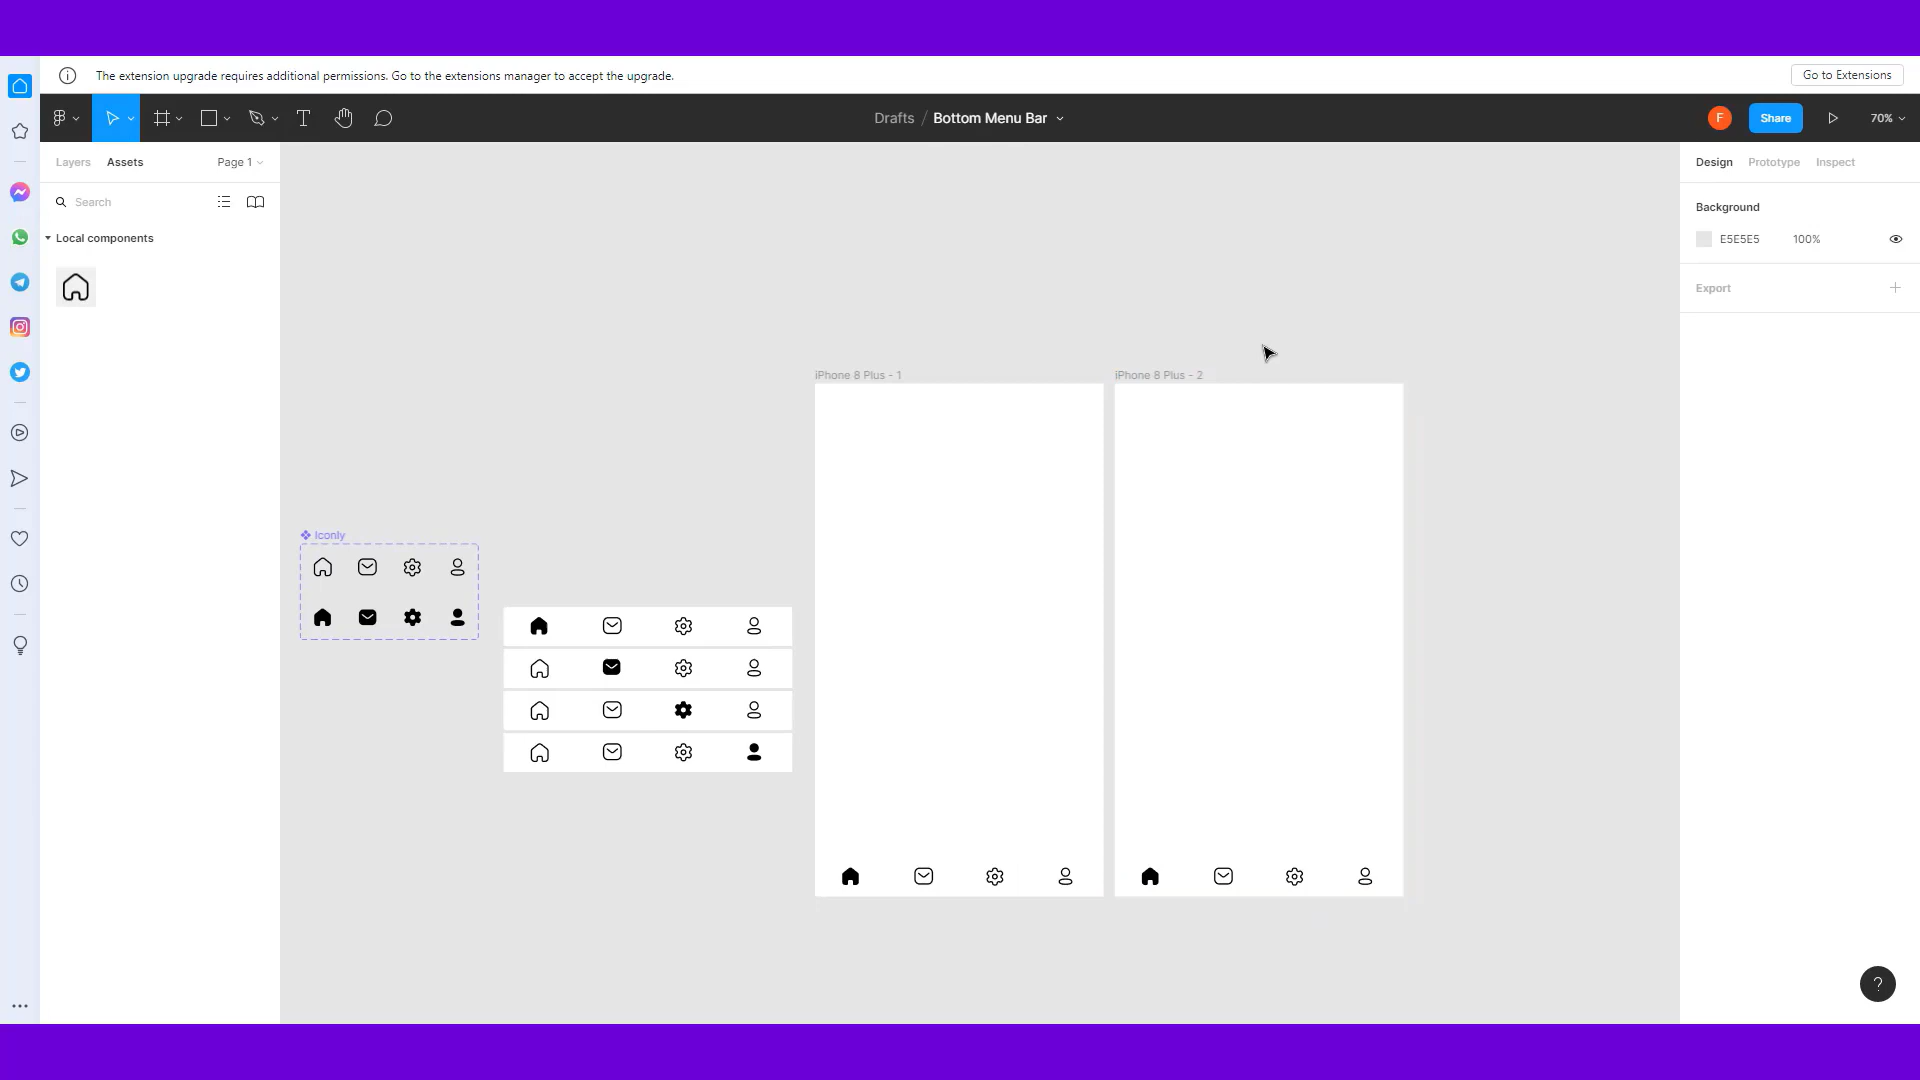 The extension upgrade requires additional permissions. Go to the extensions manager to accept the upgrade.
Go to Extensions
Drafts / Bottom Menu Bar
F
Share
70%
Layers Assets Page 1
Design Prototype Inspect
Search
Background
Local components
E5E5E5 100%
Export
iPhone 8 Plus - 1
iPhone 8 Plus - 2
Iconly
?